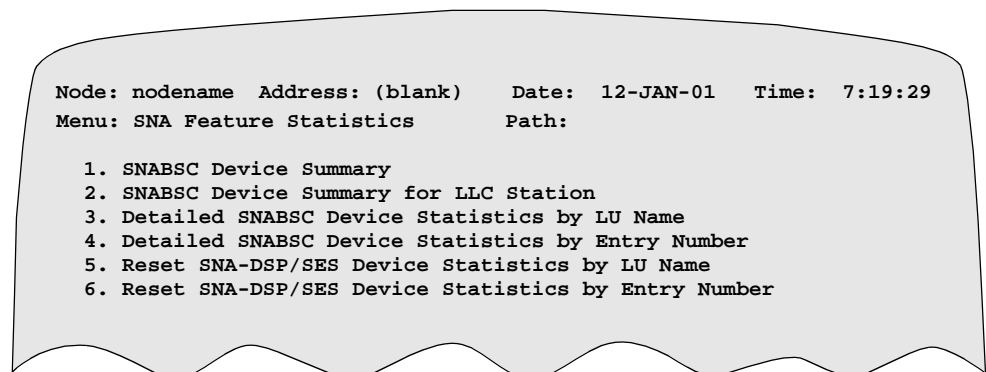 Node: nodename Address: (blank) Date: 12-JAN-01 Time: 7:19:29
Menu: SNA Feature Statistics Path:
1. SNABSC Device Summary
2. SNABSC Device Summary for LLC Station
3. Detailed SNABSC Device Statistics by LU Name
4. Detailed SNABSC Device Statistics by Entry Number
5. Reset SNA-DSP/SES Device Statistics by LU Name
6. Reset SNA-DSP/SES Device Statistics by Entry Number